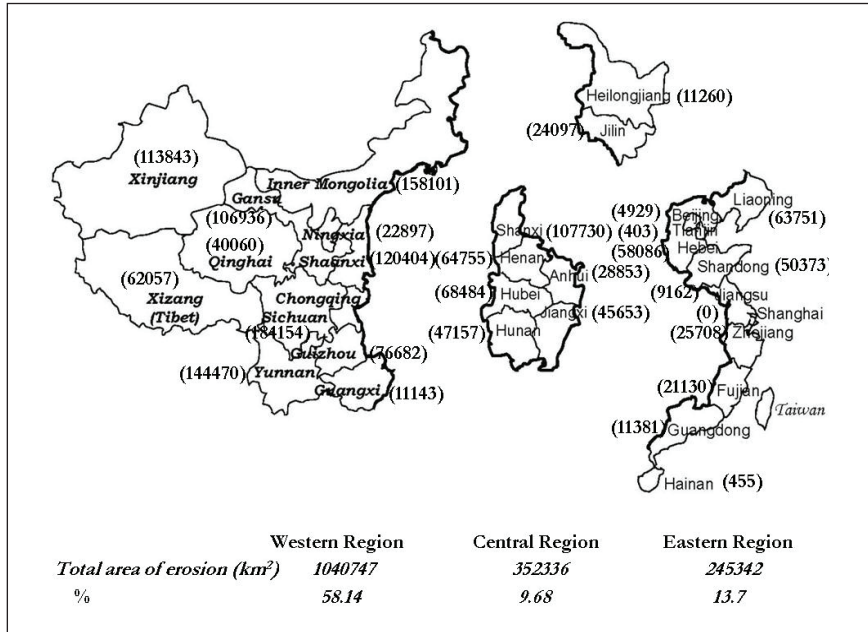 Heilongjiang (11260)
(24097) Jilin
(113843)
Xinjiang
Inner Mongolia (158101)
Gansu
(106936)
Ningxia (22897)
(40060)
Qinghai
Shaanxi (120404)
(62057)
Xizang
(Tibet)
Chongqing
Sichuan
(184154)
Guizhou (76682)
(144470) Yunnan
Guangxi (11143)
Shanxi (107730)
(64755) Henan
Anhui (28853)
(68484) Hubei
Jiangxi (45653)
(47157) Hunan
Liaoning
(63751)
(4929) Beijing
(403) Tianjin
(58086) Hebei
Shandong (50373)
(9162) Jiangsu
(0) Shanghai
(25708) Zhejiang
(21130) Fujian
Taiwan
(11381) Guangdong
Hainan (455)
Western Region Central Region Eastern Region
Total area of erosion (km²) 1040747 352336 245342
% 58.14 9.68 13.7